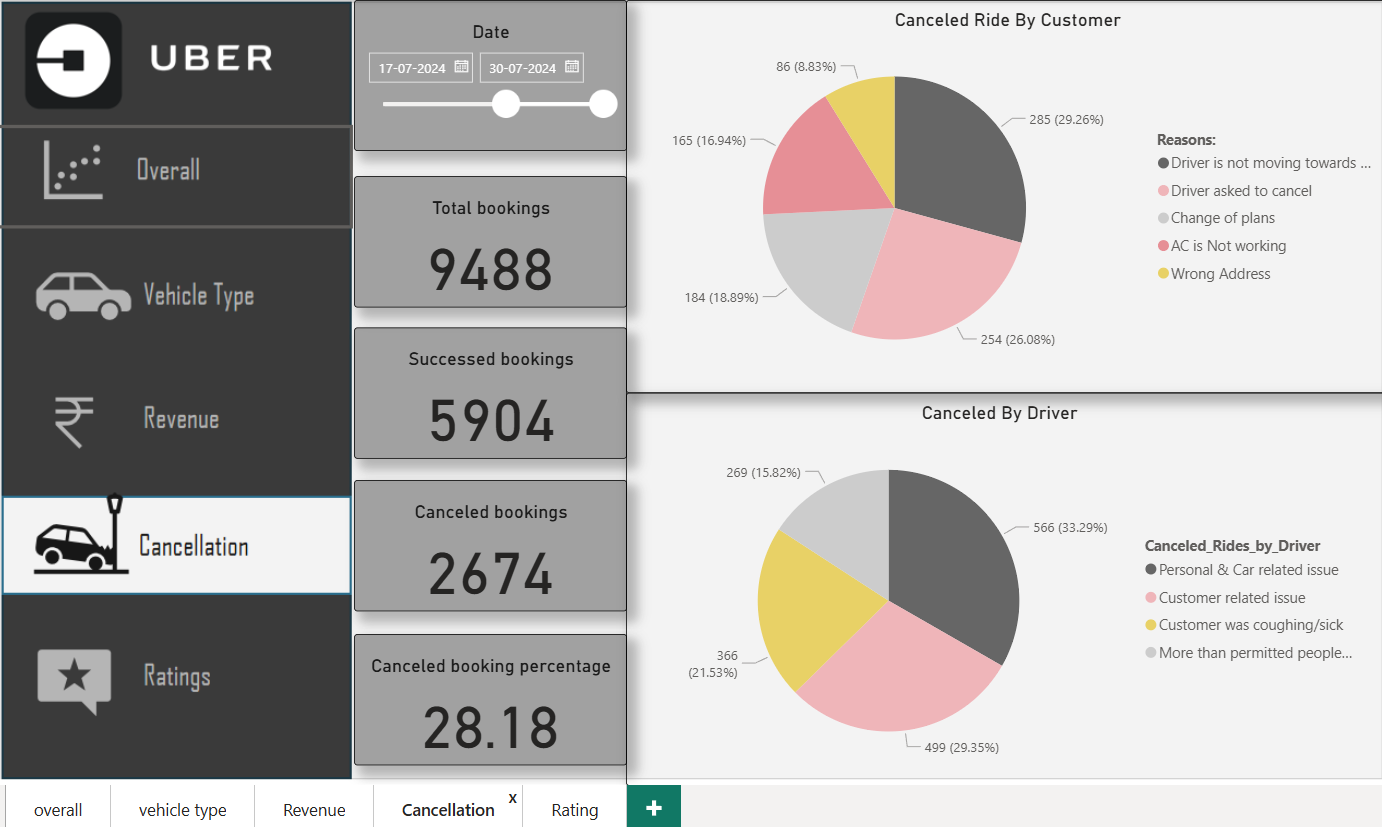 UBER
Overall
Vehicle Type
Revenue
Cancellation
Ratings
Date
17-07-2024 30-07-2024
Total bookings
9488
Successed bookings
5904
Canceled bookings
2674
Canceled booking percentage
28.18
Canceled Ride By Customer
86 (8.83%)
285 (29.26%)
165 (16.94%)
184 (18.89%)
254 (26.08%)
Reasons:
Driver is not moving towards ...
Driver asked to cancel
Change of plans
AC is Not working
Wrong Address
Canceled By Driver
269 (15.82%)
566 (33.29%)
366
(21.53%)
499 (29.35%)
Canceled_Rides_by_Driver
Personal & Car related issue
Customer related issue
Customer was coughing/sick
More than permitted people...
overall vehicle type Revenue Cancellation x Rating +